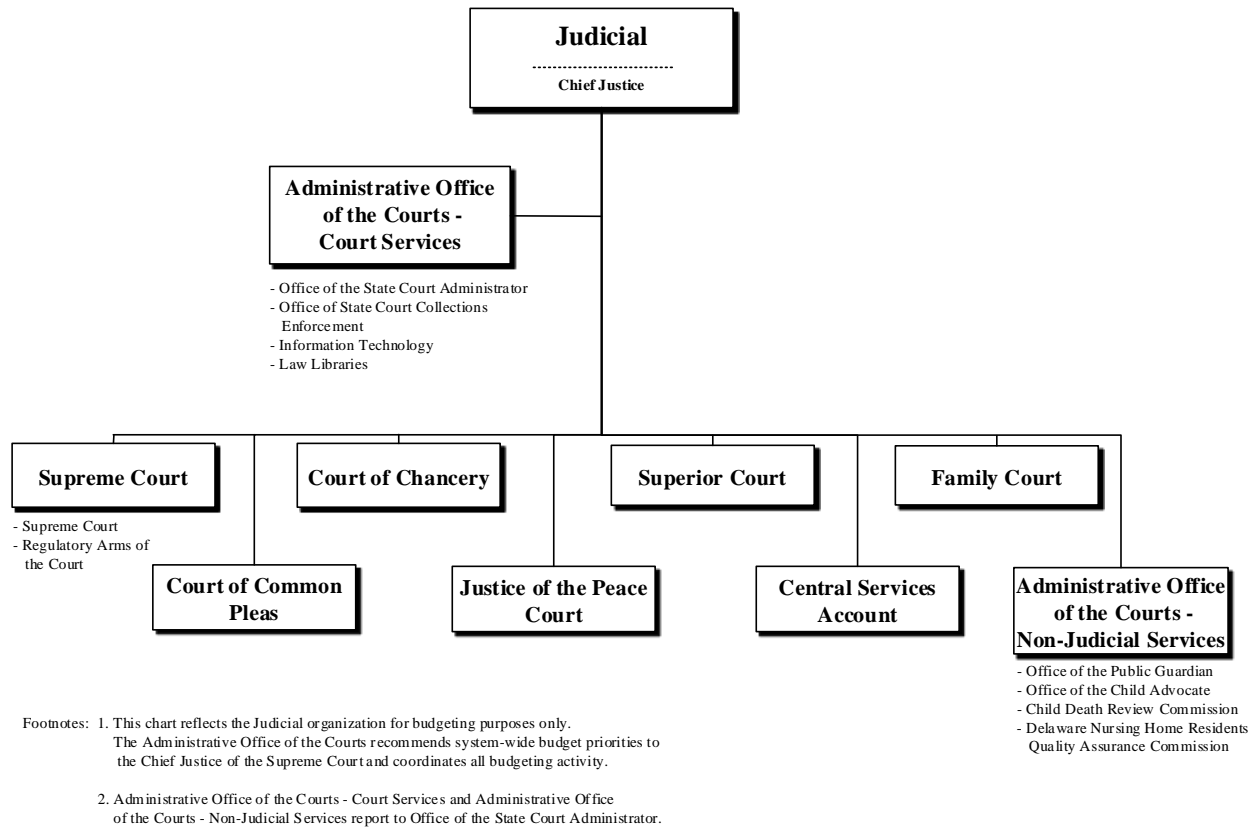 Judicial
Chief Justice
Administrative Office
of the Courts -
Court Services
- Office of the State Court Administrator
- Office of State Court Collections
Enforcement
- Information Technology
- Law Libraries
Supreme Court
- Supreme Court
- Regulatory Arms of
the Court
Court of Chancery
Superior Court
Family Court
Court of Common
Pleas
Justice of the Peace
Court
Central Services
Account
Administrative Office
of the Courts -
Non-Judicial Services
- Office of the Public Guardian
- Office of the Child Advocate
- Child Death Review Commission
- Delaware Nursing Home Residents
Quality Assurance Commission
Footnotes: 1. This chart reflects the Judicial organization for budgeting purposes only.
The Administrative Office of the Courts recommends system-wide budget priorities to
the Chief Justice of the Supreme Court and coordinates all budgeting activity.
2. Administrative Office of the Courts - Court Services and Administrative Office
of the Courts - Non-Judicial Services report to Office of the State Court Administrator.